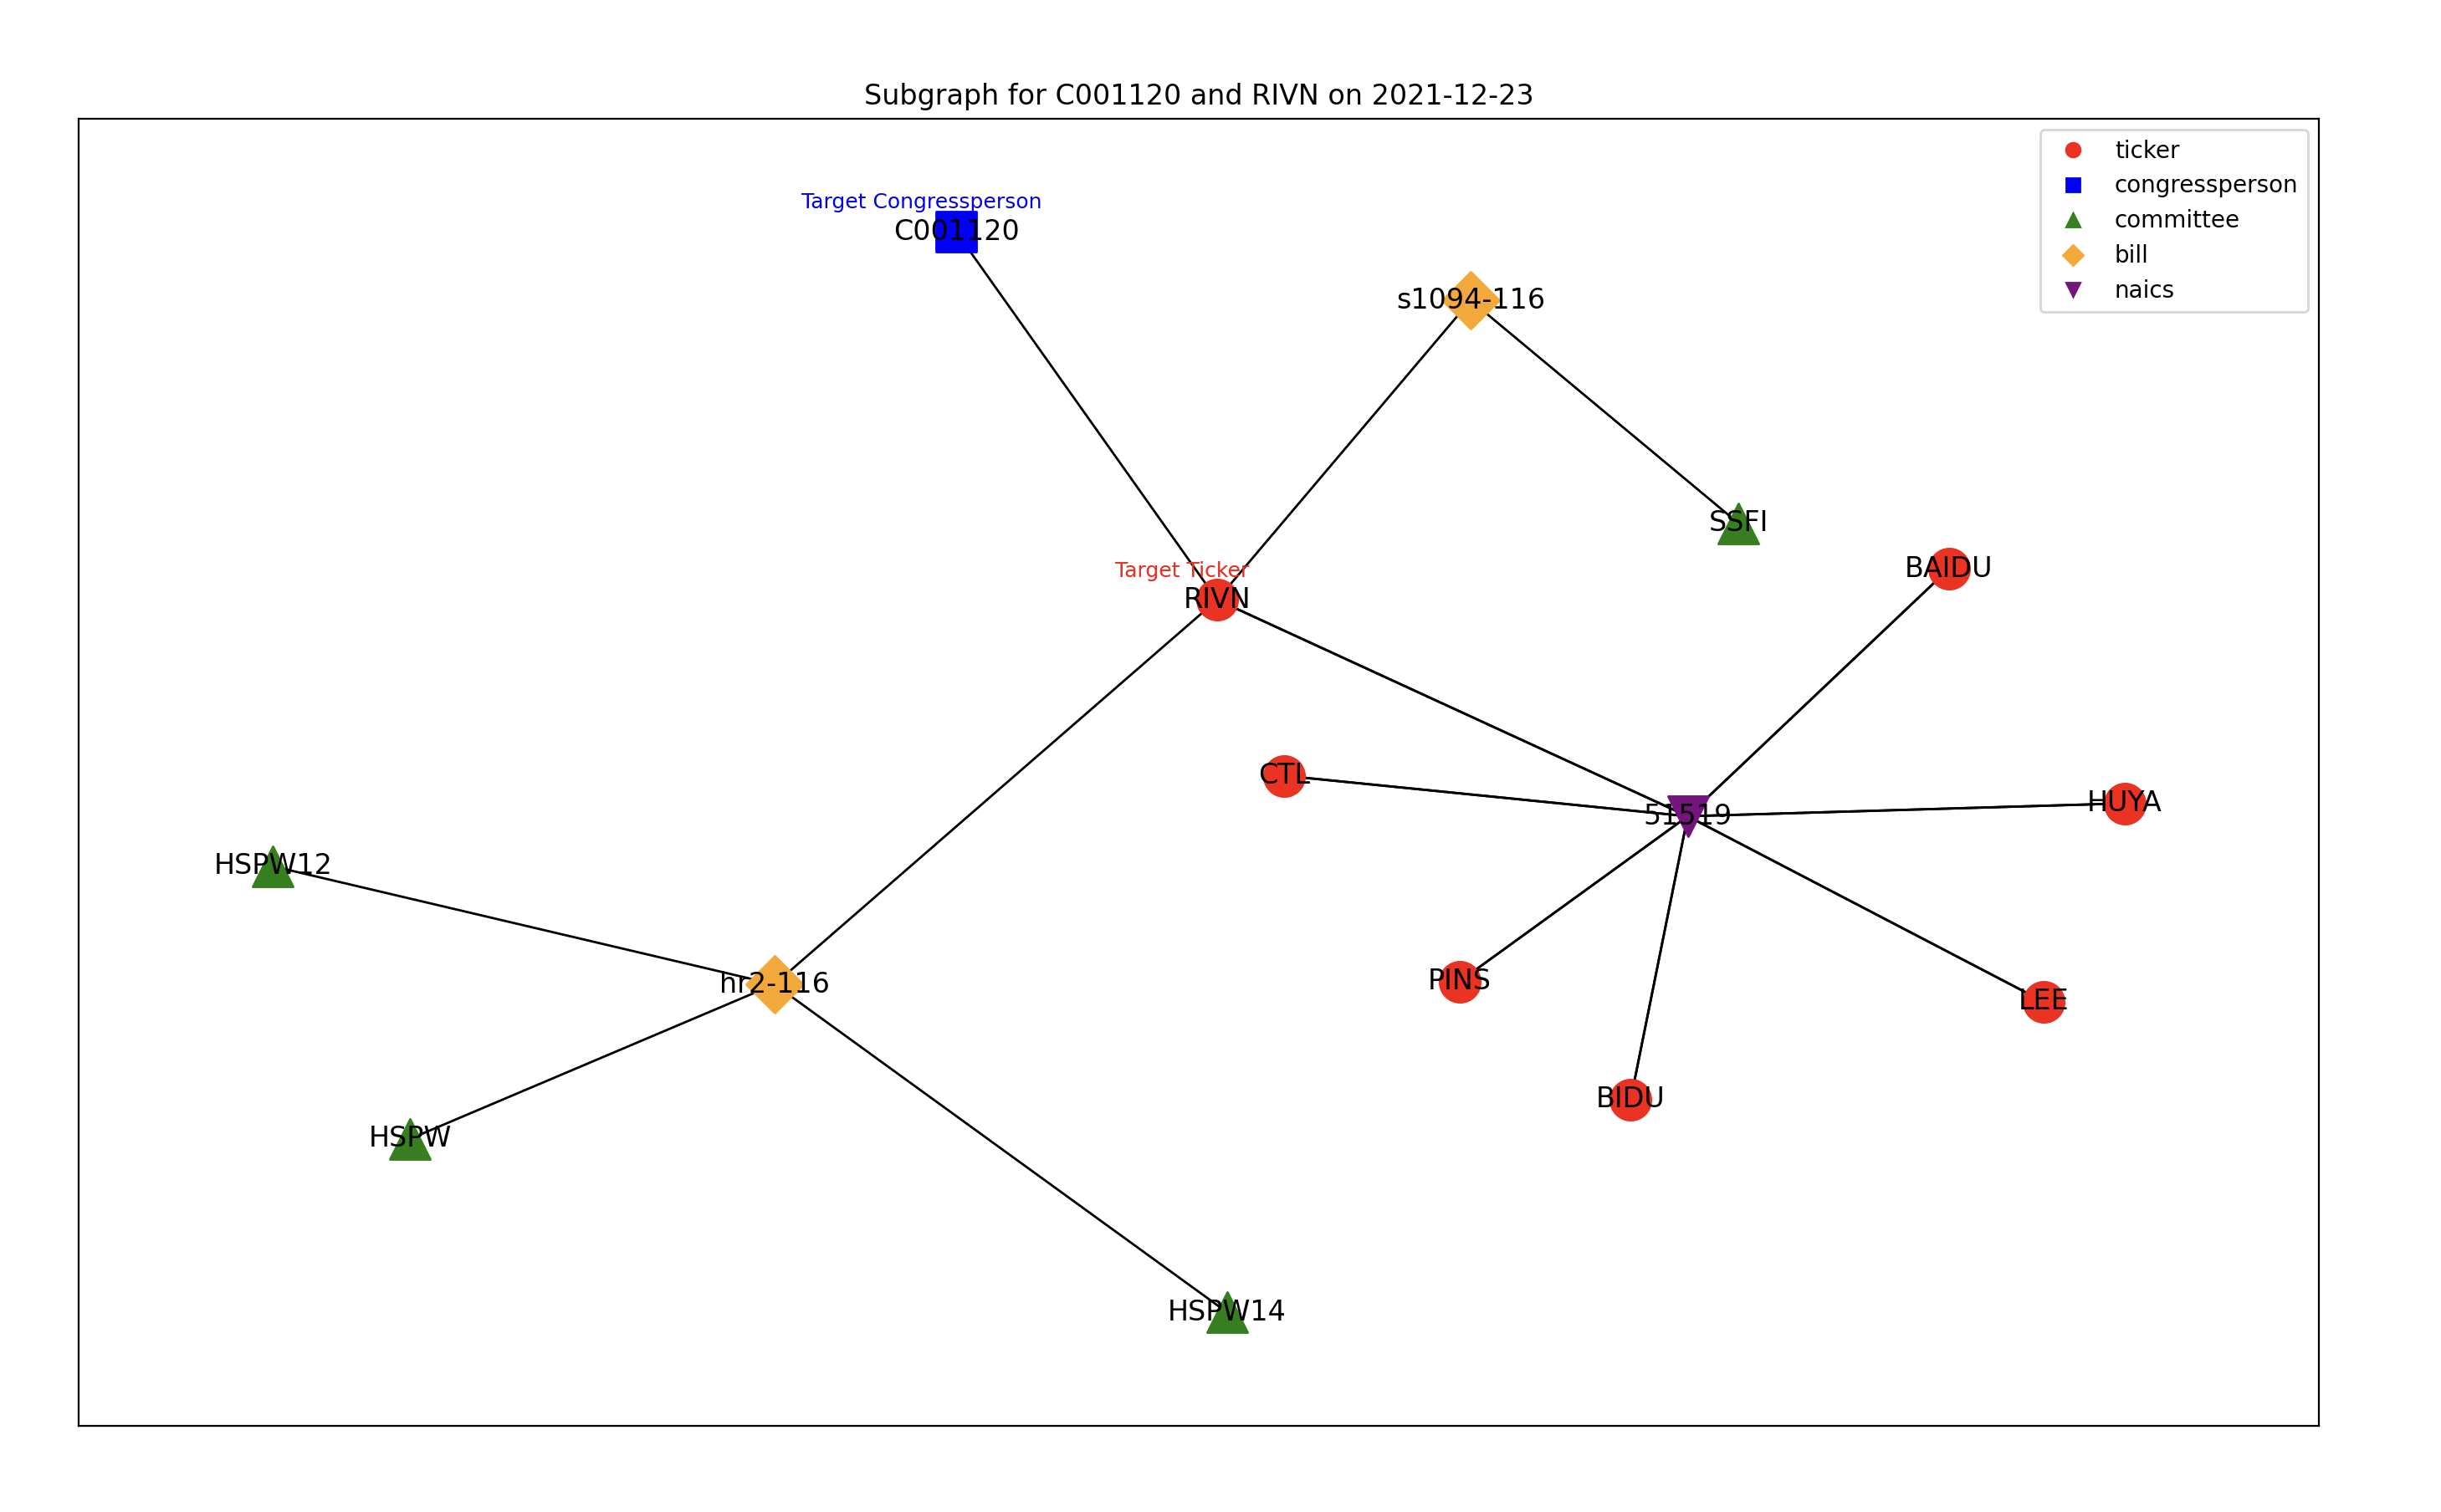 Subgraph for C001120 and RIVN on 2021-12-23
ticker
congressperson
committee
bill
naics
Target Congressperson
C001120
s1094-116
SSFI
BAIDU
Target Ticker
RIVN
CTL
51519
HUYA
HSPW12
hr2-116
PINS
LEE
BIDU
HSPW
HSPW14